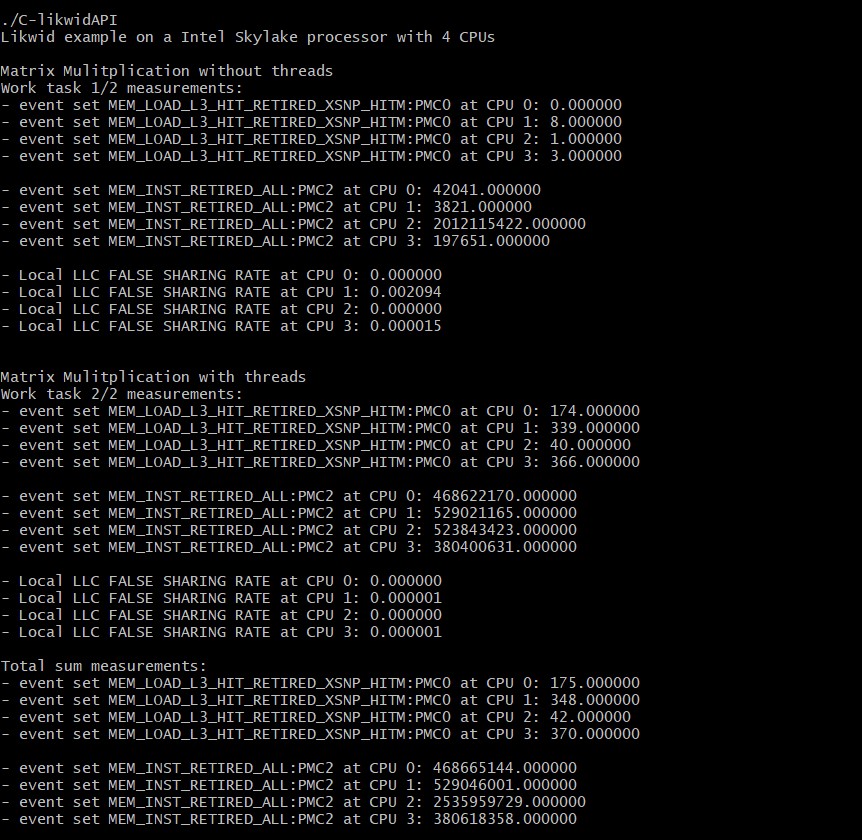 ./C-likwidAPI
Likwid example on a Intel Skylake processor with 4 CPUs
Matrix Mulitplication without threads
Work task 1/2 measurements:
- event set MEM_LOAD_L3_HIT_RETIRED_XSNP_HITM:PMC0 at CPU 0: 0.000000
- event set MEM_LOAD_L3_HIT_RETIRED_XSNP_HITM:PMC0 at CPU 1: 8.000000
- event set MEM_LOAD_L3_HIT_RETIRED_XSNP_HITM:PMC0 at CPU 2: 1.000000
- event set MEM_LOAD_L3_HIT_RETIRED_XSNP_HITM:PMC0 at CPU 3: 3.000000
- event set MEM_INST_RETIRED_ALL:PMC2 at CPU 0: 42041.000000
- event set MEM_INST_RETIRED_ALL:PMC2 at CPU 1: 3821.000000
- event set MEM_INST_RETIRED_ALL:PMC2 at CPU 2: 2012115422.000000
- event set MEM_INST_RETIRED_ALL:PMC2 at CPU 3: 197651.000000
- Local LLC FALSE SHARING RATE at CPU 0: 0.000000
- Local LLC FALSE SHARING RATE at CPU 1: 0.002094
- Local LLC FALSE SHARING RATE at CPU 2: 0.000000
- Local LLC FALSE SHARING RATE at CPU 3: 0.000015
Matrix Mulitplication with threads
Work task 2/2 measurements:
- event set MEM_LOAD_L3_HIT_RETIRED_XSNP_HITM:PMC0 at CPU 0: 174.000000
- event set MEM_LOAD_L3_HIT_RETIRED_XSNP_HITM:PMC0 at CPU 1: 339.000000
- event set MEM_LOAD_L3_HIT_RETIRED_XSNP_HITM:PMC0 at CPU 2: 40.000000
- event set MEM_LOAD_L3_HIT_RETIRED_XSNP_HITM:PMC0 at CPU 3: 366.000000
- event set MEM_INST_RETIRED_ALL:PMC2 at CPU 0: 468622170.000000
- event set MEM_INST_RETIRED_ALL:PMC2 at CPU 1: 529021165.000000
- event set MEM_INST_RETIRED_ALL:PMC2 at CPU 2: 523843423.000000
- event set MEM_INST_RETIRED_ALL:PMC2 at CPU 3: 380400631.000000
- Local LLC FALSE SHARING RATE at CPU 0: 0.000000
- Local LLC FALSE SHARING RATE at CPU 1: 0.000001
- Local LLC FALSE SHARING RATE at CPU 2: 0.000000
- Local LLC FALSE SHARING RATE at CPU 3: 0.000001
Total sum measurements:
- event set MEM_LOAD_L3_HIT_RETIRED_XSNP_HITM:PMC0 at CPU 0: 175.000000
- event set MEM_LOAD_L3_HIT_RETIRED_XSNP_HITM:PMC0 at CPU 1: 348.000000
- event set MEM_LOAD_L3_HIT_RETIRED_XSNP_HITM:PMC0 at CPU 2: 42.000000
- event set MEM_LOAD_L3_HIT_RETIRED_XSNP_HITM:PMC0 at CPU 3: 370.000000
- event set MEM_INST_RETIRED_ALL:PMC2 at CPU 0: 468665144.000000
- event set MEM_INST_RETIRED_ALL:PMC2 at CPU 1: 529046001.000000
- event set MEM_INST_RETIRED_ALL:PMC2 at CPU 2: 2535959729.000000
- event set MEM_INST_RETIRED_ALL:PMC2 at CPU 3: 380618358.000000